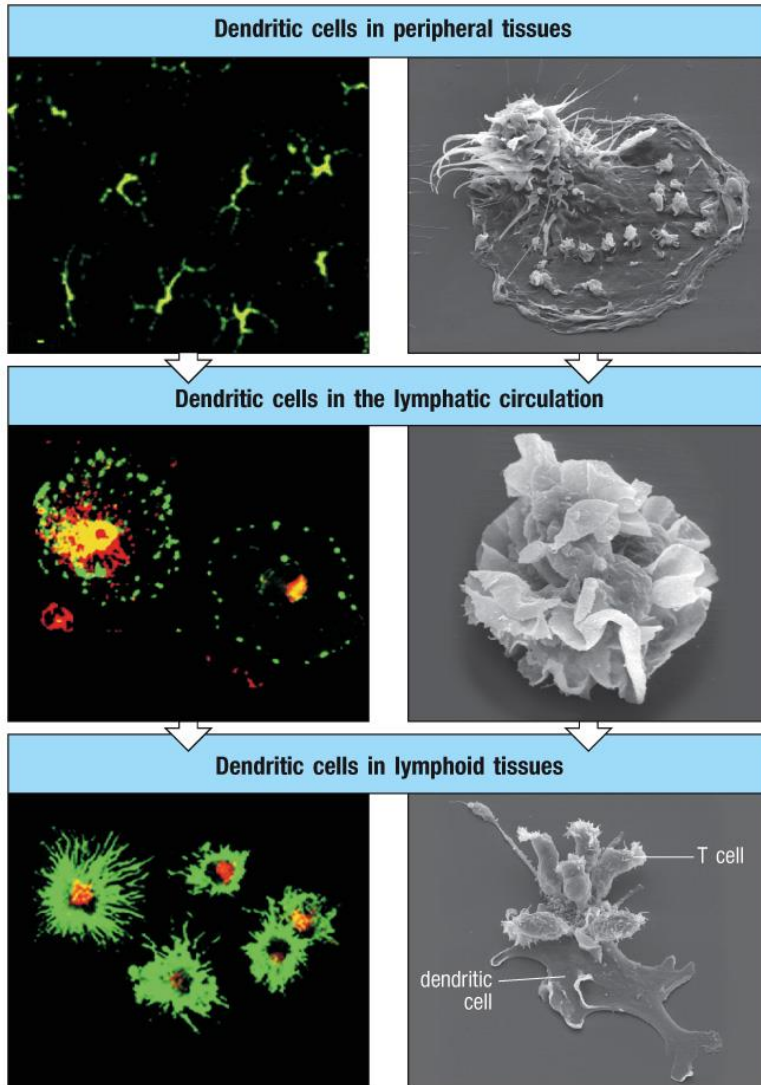 Dendritic cells in peripheral tissues
Dendritic cells in the lymphatic circulation
Dendritic cells in lymphoid tissues
T cell
dendritic
cell